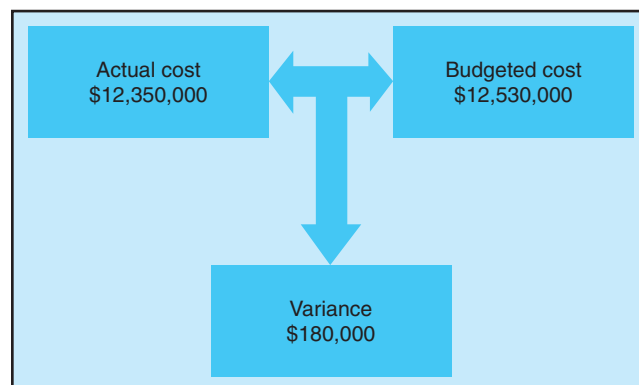 Actual cost
$12,350,000
Budgeted cost
$12,530,000
Variance
$180,000